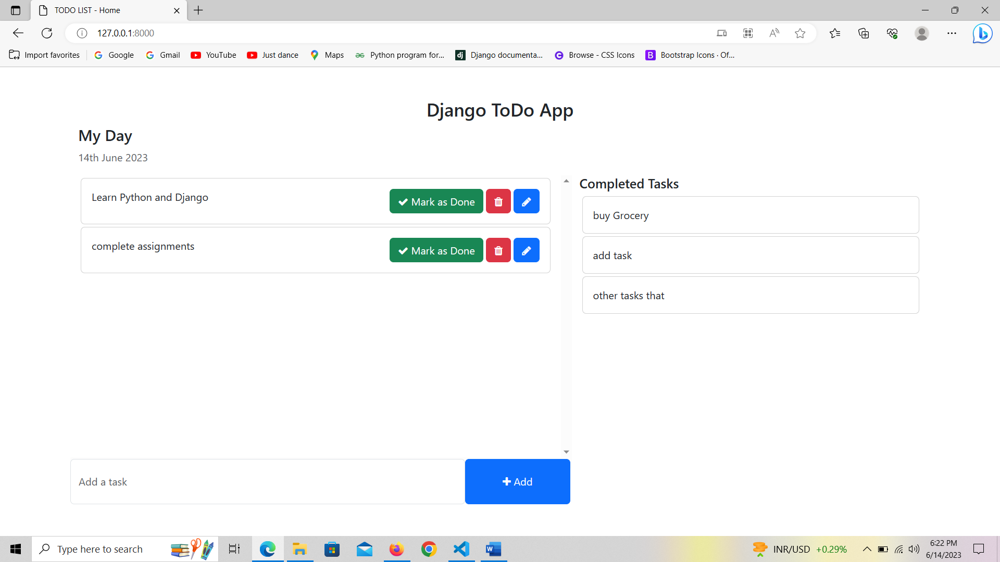 TODO LIST - Home
127.0.0.1:8000
Import favorites Google Gmail YouTube Just dance Maps Python program for... Django documenta... Browse - CSS Icons Bootstrap Icons · Of...
Django ToDo App
My Day
14th June 2023
Learn Python and Django Mark as Done
complete assignments Mark as Done
Completed Tasks
buy Grocery
add task
other tasks that
Add a task
Add
Type here to search
INR/USD +0.29%
6:22 PM
6/14/2023